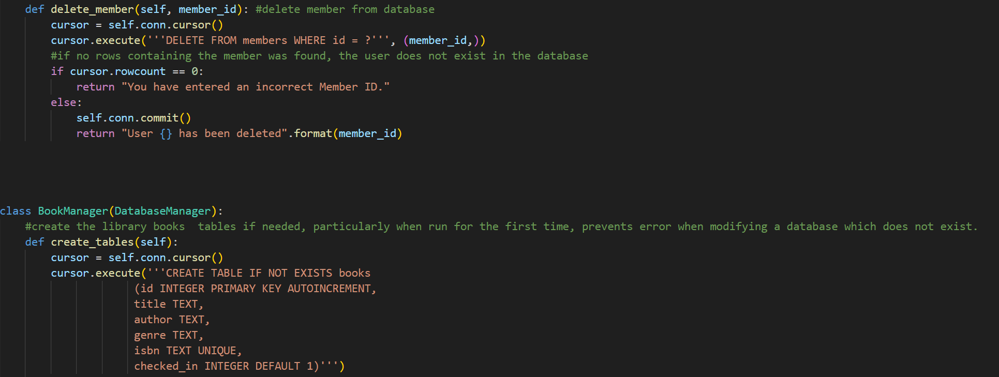 def delete_member(self, member_id): #delete member from database
cursor = self.conn.cursor()
cursor.execute('''DELETE FROM members WHERE id = ?''', (member_id,))
#if no rows containing the member was found, the user does not exist in the database
if cursor.rowcount == 0:
return "You have entered an incorrect Member ID."
else:
self.conn.commit()
return "User {} has been deleted".format(member_id)
class BookManager(DatabaseManager):
#create the library books  tables if needed, particularly when run for the first time, prevents error when modifying a database which does not exist.
def create_tables(self):
cursor = self.conn.cursor()
cursor.execute('''CREATE TABLE IF NOT EXISTS books
(id INTEGER PRIMARY KEY AUTOINCREMENT,
title TEXT,
author TEXT,
genre TEXT,
isbn TEXT UNIQUE,
checked_in INTEGER DEFAULT 1)''')